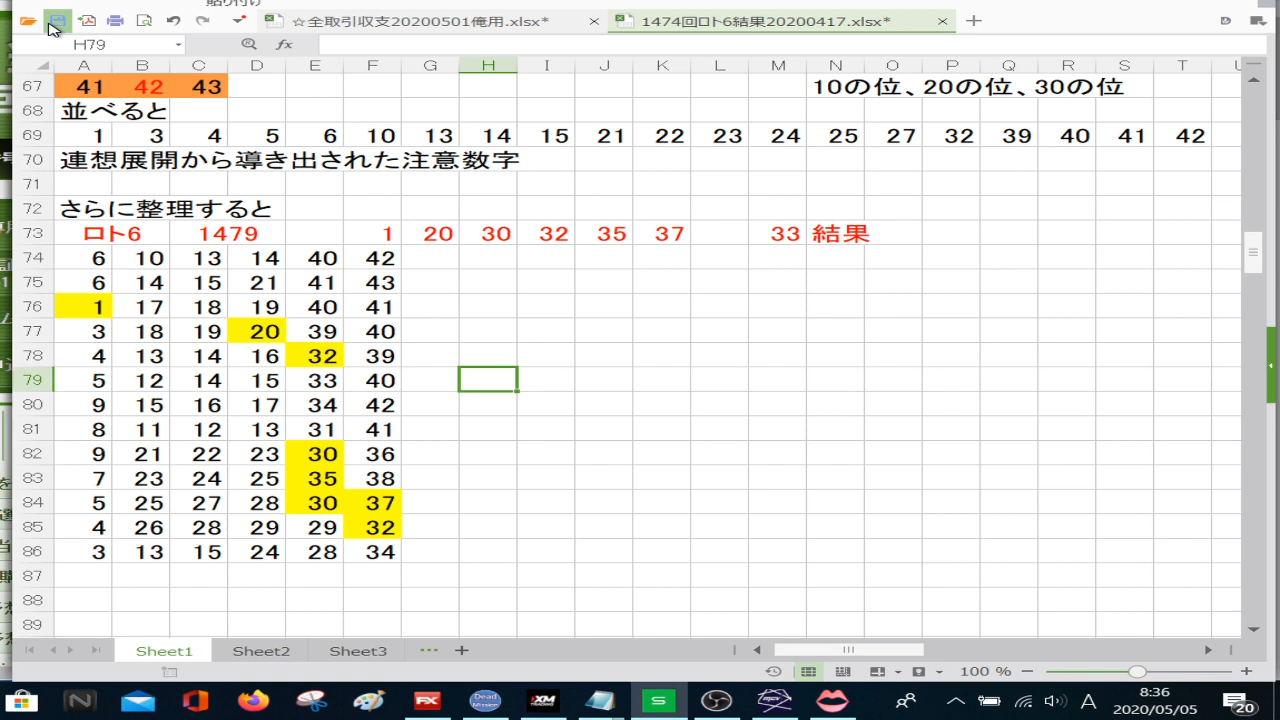 貼り付け
☆全取引収支20200501俺用.xlsx*
1474回ロト6結果20200417.xlsx*
H79 fx
A B C D E F G H I J K L M N O P Q R S T U
67 41 42 43 10の位、20の位、30の位
68 並べると
69 1 3 4 5 6 10 13 14 15 21 22 23 24 25 27 32 39 40 41 42
70 連想展開から導き出された注意数字
71
72 さらに整理すると
73 ロト6 1479 1 20 30 32 35 37 33 結果
74 6 10 13 14 40 42
75 6 14 15 21 41 43
76 1 17 18 19 40 41
77 3 18 19 20 39 40
78 4 13 14 16 32 39
79 5 12 14 15 33 40
80 9 15 16 17 34 42
81 8 11 12 13 31 41
82 9 21 22 23 30 36
83 7 23 24 25 35 38
84 5 25 27 28 30 37
85 4 26 28 29 29 32
86 3 13 15 24 28 34
87
88
89
Sheet1 Sheet2 Sheet3 ···
100 %
FX Dead Mission XM TRADING S A 8:36
2020/05/05 20